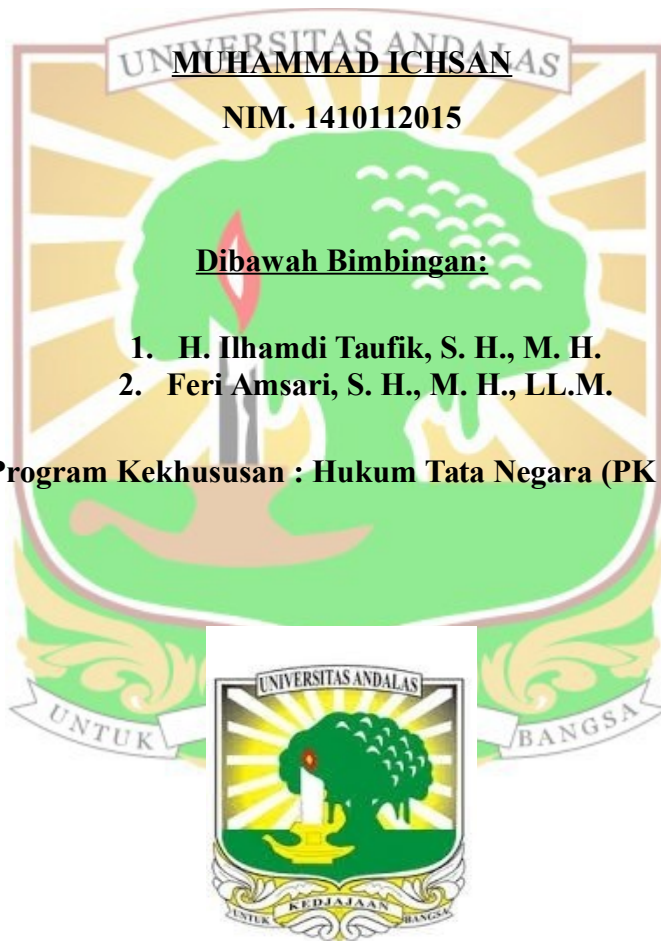 UNIVERSITAS ANDALAS
MUHAMMAD ICHSAN
NIM. 1410112015
Dibawah Bimbingan:
1. H. Ilhamdi Taufik, S. H., M. H.
2. Feri Amsari, S. H., M. H., LL.M.
Program Kekhususan : Hukum Tata Negara (PK
UNTUK BANGSA
UNIVERSITAS ANDALAS
UNTUK KEDJAJAAN BANGSA